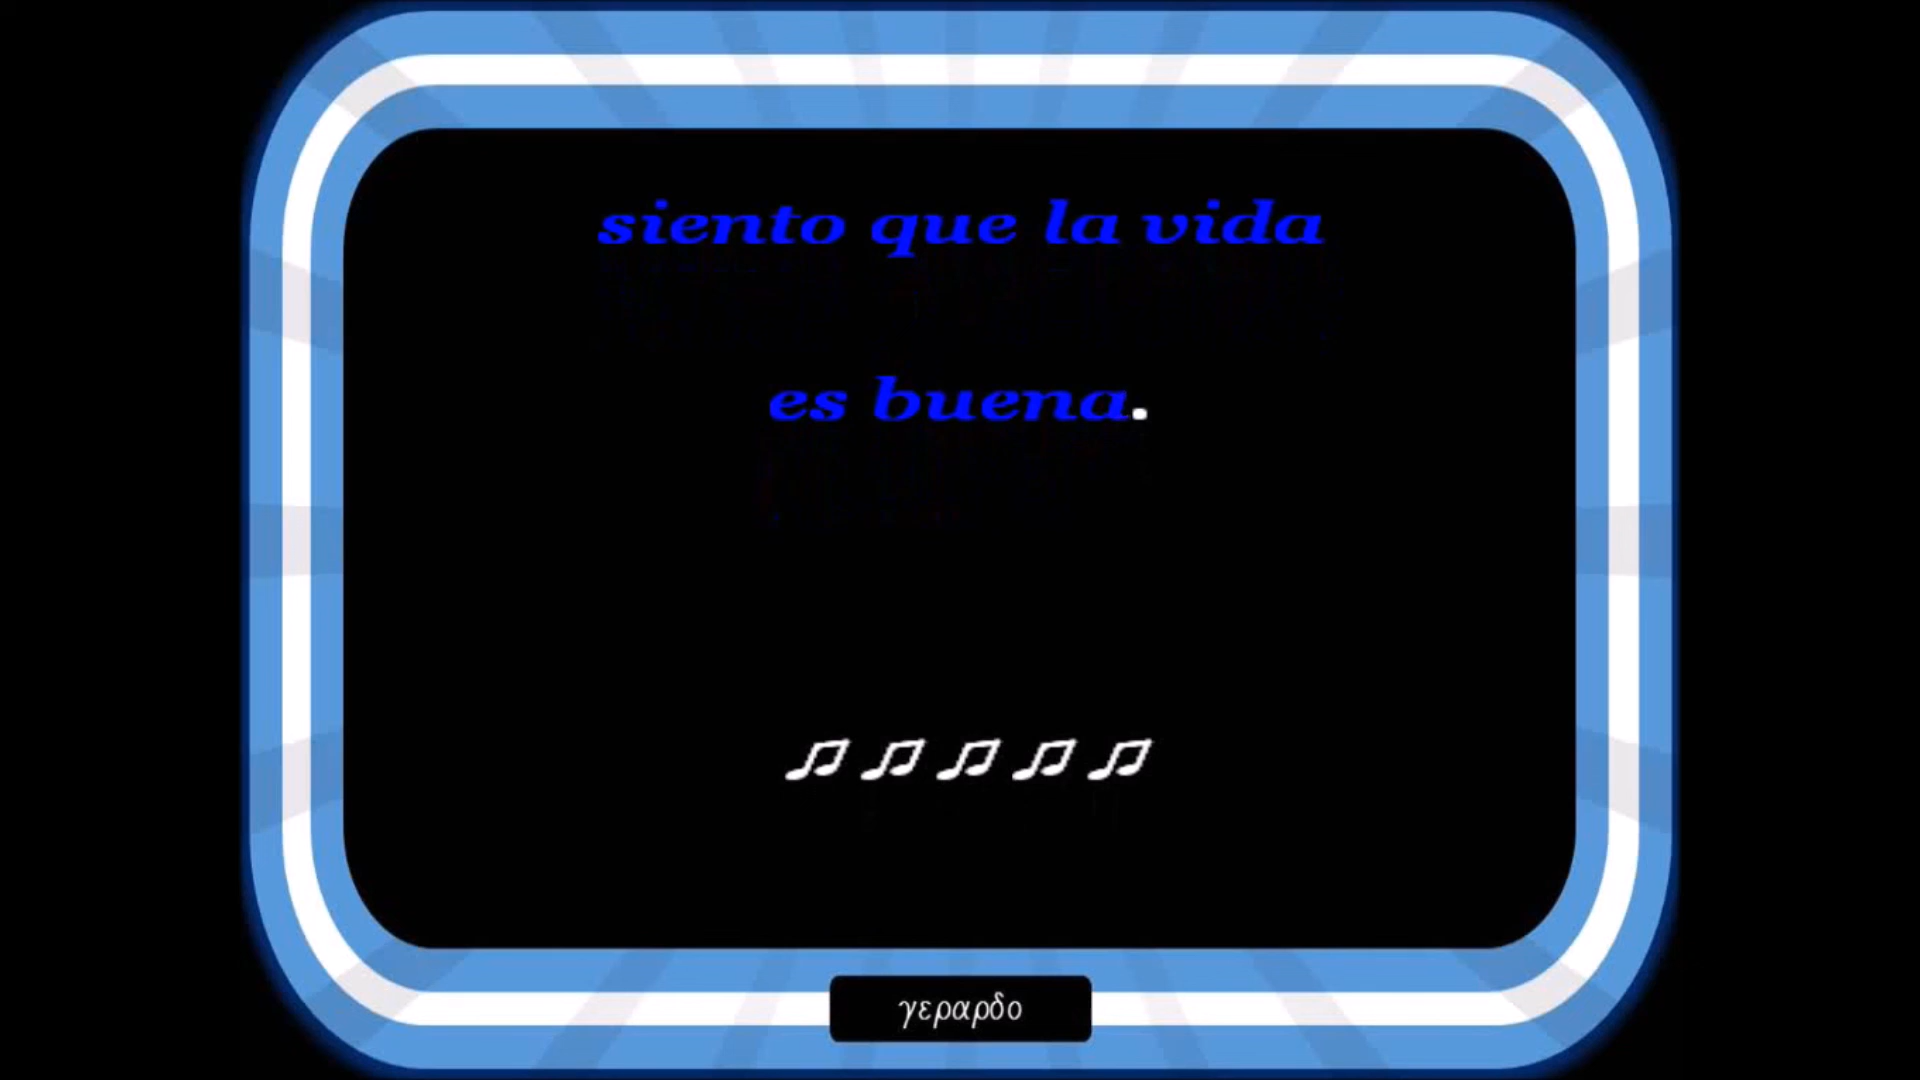 siento que la vida
es buena.
♫ ♫ ♫ ♫ ♫
γεραρδο